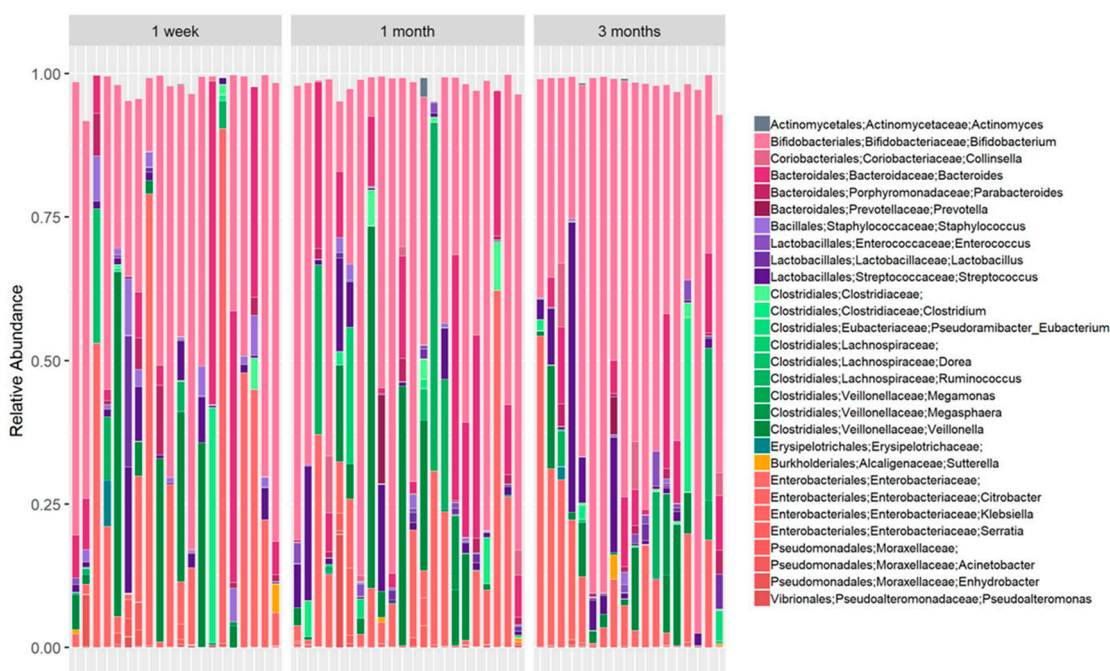 1 week 1 month 3 months
1.00
0.75
0.50
0.25
0.00
Relative Abundance
Actinomycetales;Actinomycetaceae;Actinomyces
Bifidobacteriales;Bifidobacteriaceae;Bifidobacterium
Coriobacteriales;Coriobacteriaceae;Collinsella
Bacteroidales;Bacteroidaceae;Bacteroides
Bacteroidales;Porphyromonadaceae;Parabacteroides
Bacteroidales;Prevotellaceae;Prevotella
Bacillales;Staphylococcaceae;Staphylococcus
Lactobacillales;Enterococcaceae;Enterococcus
Lactobacillales;Lactobacillaceae;Lactobacillus
Lactobacillales;Streptococcaceae;Streptococcus
Clostridiales;Clostridiaceae;
Clostridiales;Clostridiaceae;Clostridium
Clostridiales;Eubacteriaceae;Pseudoramibacter_Eubacterium
Clostridiales;Lachnospiraceae;
Clostridiales;Lachnospiraceae;Dorea
Clostridiales;Lachnospiraceae;Ruminococcus
Clostridiales;Veillonellaceae;Megamonas
Clostridiales;Veillonellaceae;Megasphaera
Clostridiales;Veillonellaceae;Veillonella
Erysipelotrichales;Erysipelotrichaceae;
Burkholderiales;Alcaligenaceae;Sutterella
Enterobacteriales;Enterobacteriaceae;
Enterobacteriales;Enterobacteriaceae;Citrobacter
Enterobacteriales;Enterobacteriaceae;Klebsiella
Enterobacteriales;Enterobacteriaceae;Serratia
Pseudomonadales;Moraxellaceae;
Pseudomonadales;Moraxellaceae;Acinetobacter
Pseudomonadales;Moraxellaceae;Enhydrobacter
Vibrionales;Pseudoalteromonadaceae;Pseudoalteromonas